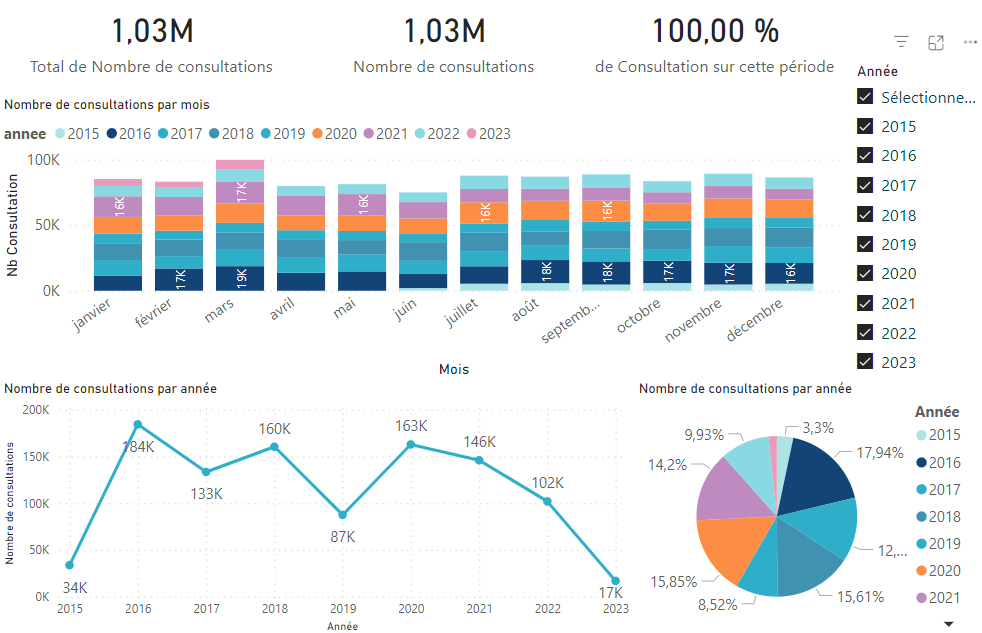 1,03M
Total de Nombre de consultations
1,03M
Nombre de consultations
100,00 %
de Consultation sur cette période
Nombre de consultations par mois
annee 2015 2016 2017 2018 2019 2020 2021 2022 2023
Nb Consultation
100K
50K
0K
16K
17K
17K
19K
16K
16K
18K
16K
18K
17K
17K
16K
janvier
février
mars
avril
mai
juin
juillet
août
septemb...
octobre
novembre
décembre
Mois
Année
Sélectionne...
2015
2016
2017
2018
2019
2020
2021
2022
2023
Nombre de consultations par année
Nombre de consultations
200K
150K
100K
50K
0K
34K
184K
133K
160K
87K
163K
146K
102K
17K
2015 2016 2017 2018 2019 2020 2021 2022 2023
Année
Nombre de consultations par année
3,3%
17,94%
12,...
15,61%
8,52%
15,85%
14,2%
9,93%
Année
2015
2016
2017
2018
2019
2020
2021